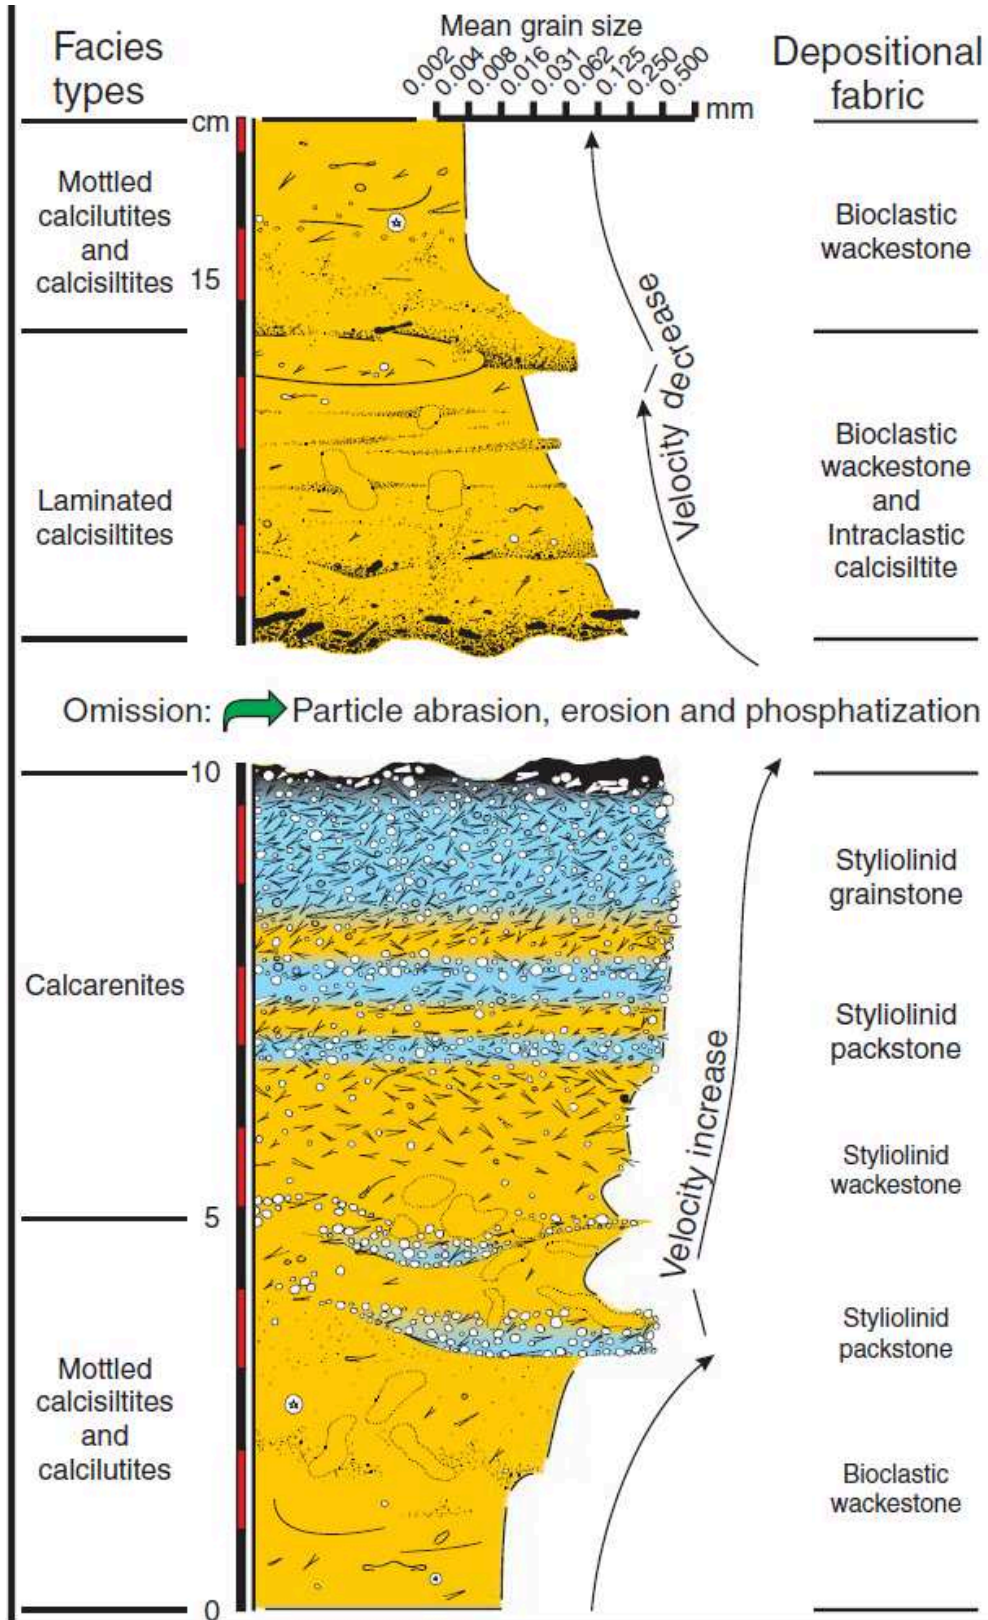 Facies
types
Mean grain size
0.002
0.004
0.008
0.016
0.031
0.062
0.125
0.250
0.500
mm
Depositional
fabric
cm
Mottled
calcilutites
and
calcisiltites
15
Bioclastic
wackestone
Velocity decrease
Laminated
calcisiltites
Bioclastic
wackestone
and
Intraclastic
calcisiltite
Omission: Particle abrasion, erosion and phosphatization
10
Styliolinid
grainstone
Calcarenites
Styliolinid
packstone
Velocity increase
Styliolinid
wackestone
5
Styliolinid
packstone
Mottled
calcisiltites
and
calcilutites
Bioclastic
wackestone
0